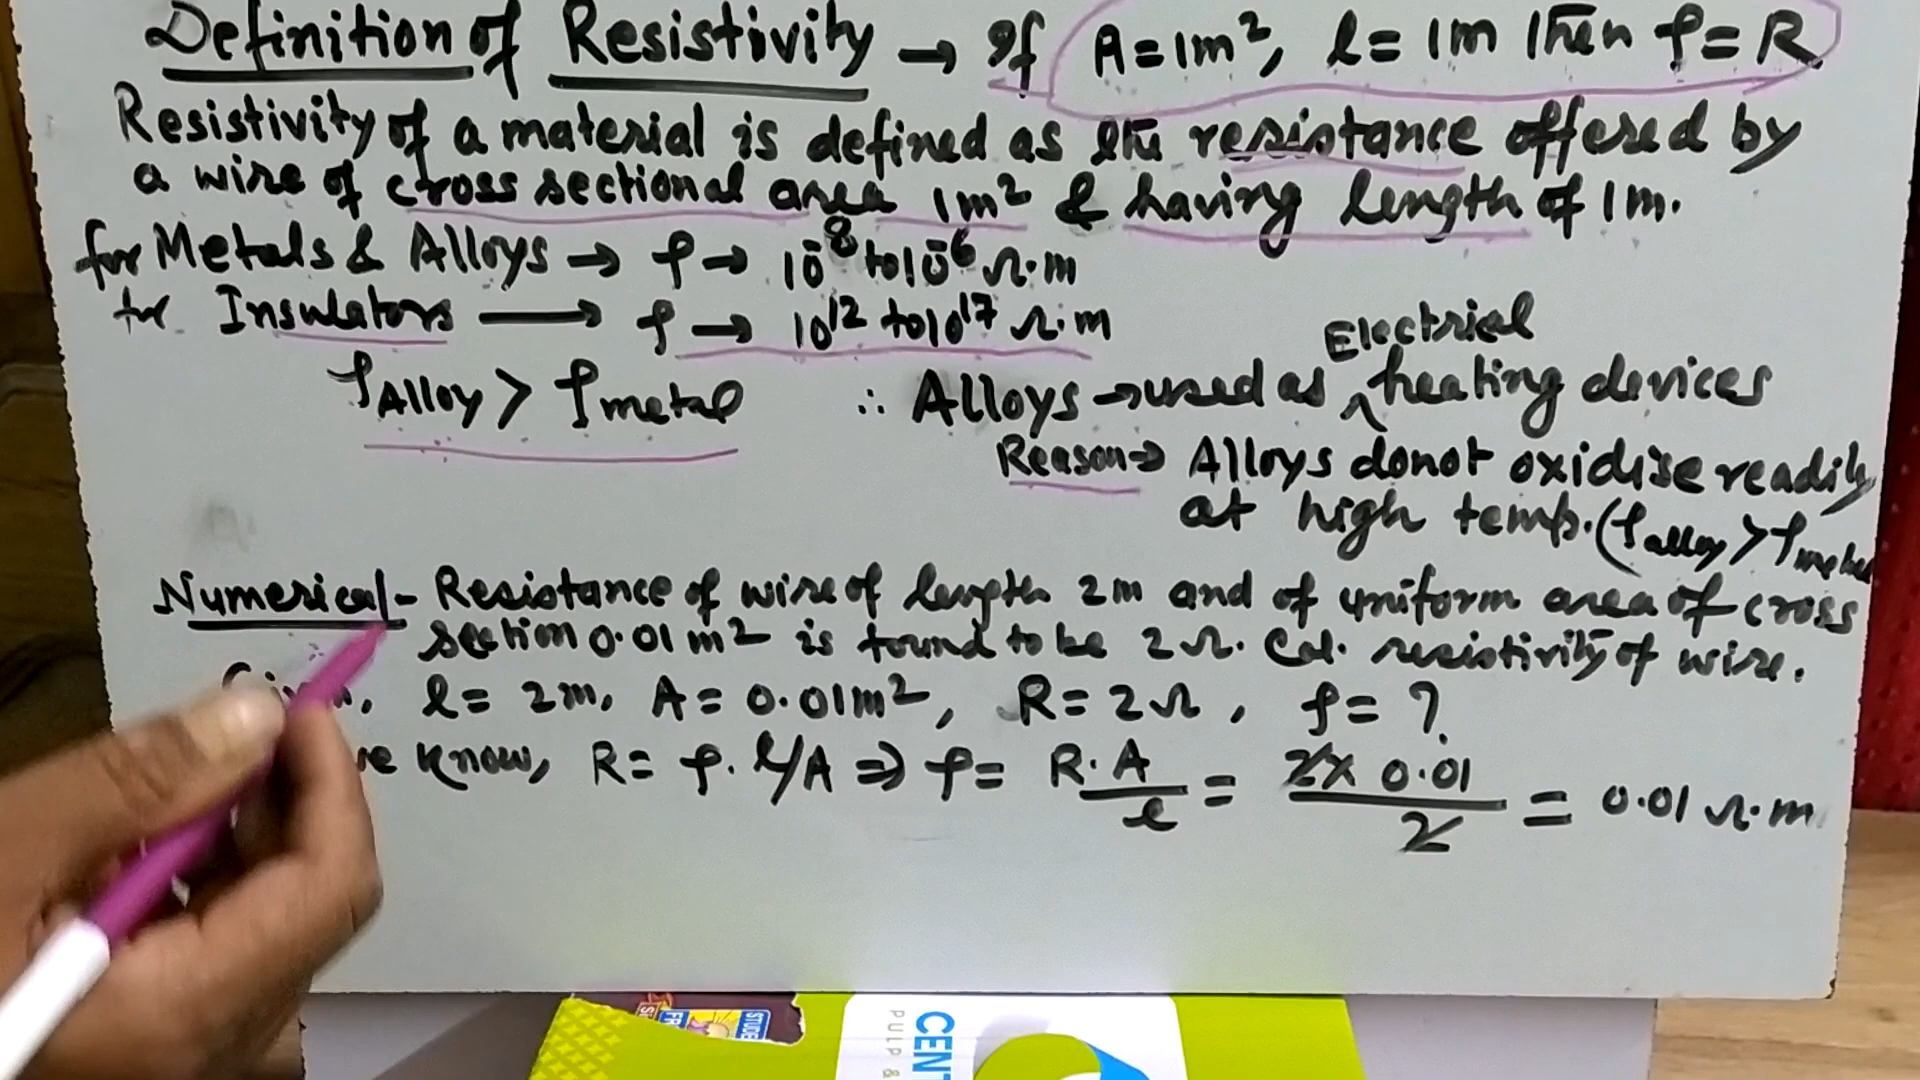 Definition of Resistivity → If A=1m², l=1m then ρ=R
Resistivity of a material is defined as the resistance offered by
a wire of cross sectional area 1m² & having length of 1m.
for Metals & Alloys → ρ → 10⁻⁸ to 10⁻⁶ Ω·m
for Insulators → ρ → 10¹² to 10¹⁷ Ω·m
ρAlloy > ρmetal ∴ Alloys → used as Electrical heating devices
Reason → Alloys donot oxidise readily
at high temp. (ρalloy > ρmetal
Numerical - Resistance of wire of length 2m and of uniform area of cross
section 0.01m² is found to be 2Ω. Cal. resistivity of wire.
l= 2m, A= 0.01m², R= 2Ω, ρ= ?
know, R= ρ. l/A ⇒ ρ= R.A/l = 2 x 0.01/2 = 0.01 Ω.m
STUDE
CENT
PULP &